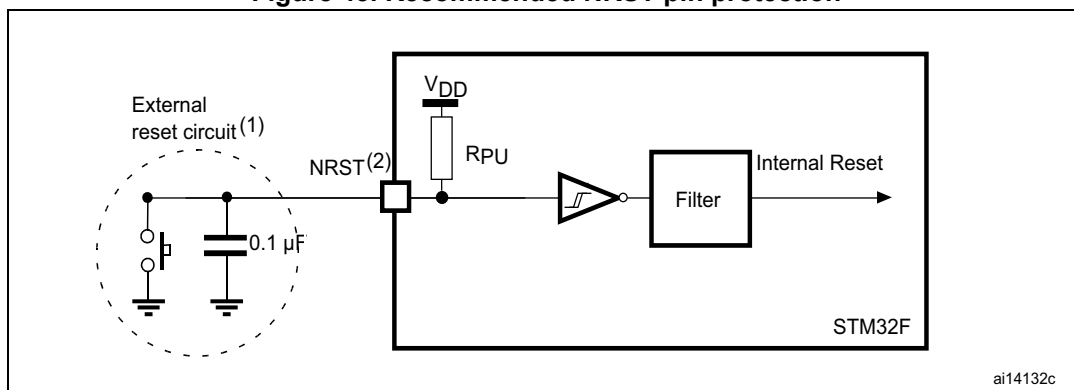 Figure 40. Recommended NRST pin protection
External
reset circuit(1)
NRST(2)
VDD
RPU
0.1 µF
Filter
Internal Reset
STM32F
ai14132c